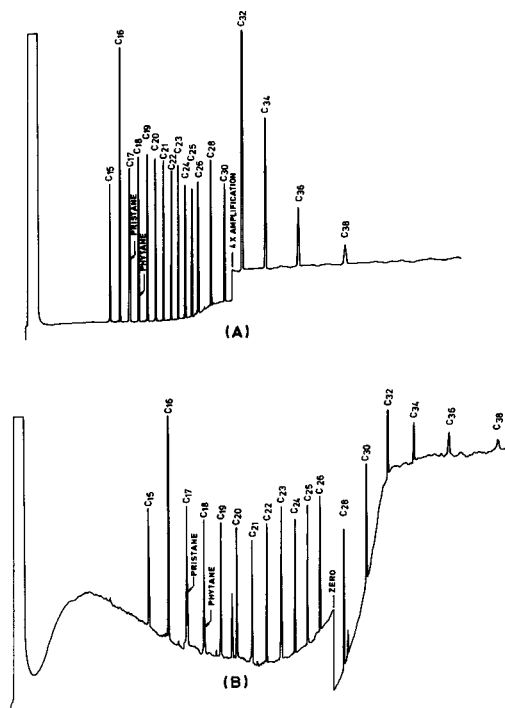 C15
C16
C17
PRISTANE
C18
PHYTANE
C19
C20
C21
C22
C23
C24
C25
C26
C28
C30
4X AMPLIFICATION
C32
C34
C36
C38
(A)
C15
C16
C17
PRISTANE
C18
PHYTANE
C19
C20
C21
C22
C23
C24
C25
C26
ZERO
C28
C30
C32
C34
C36
C38
(B)